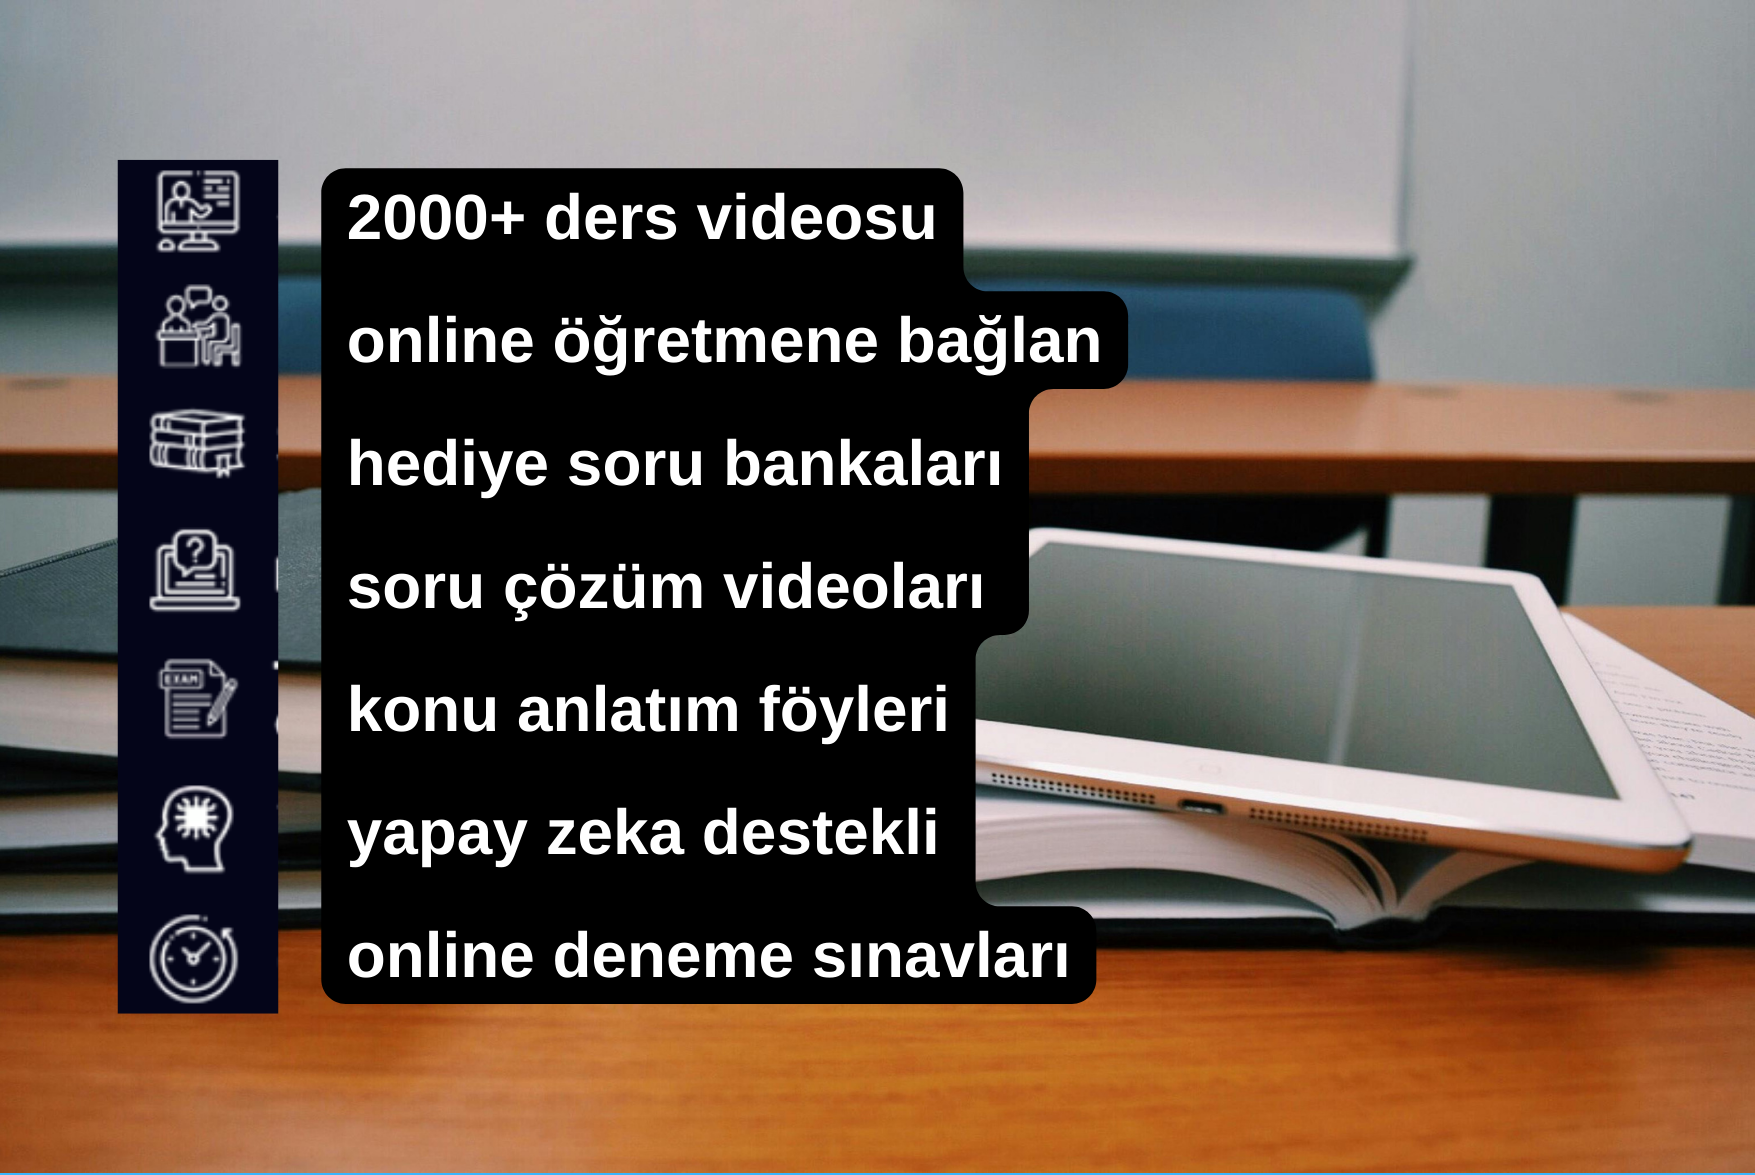 2000+ ders videosu
online öğretmene bağlan
hediye soru bankaları
soru çözüm videoları
EXAM
konu anlatım föyleri
yapay zeka destekli
online deneme sınavları